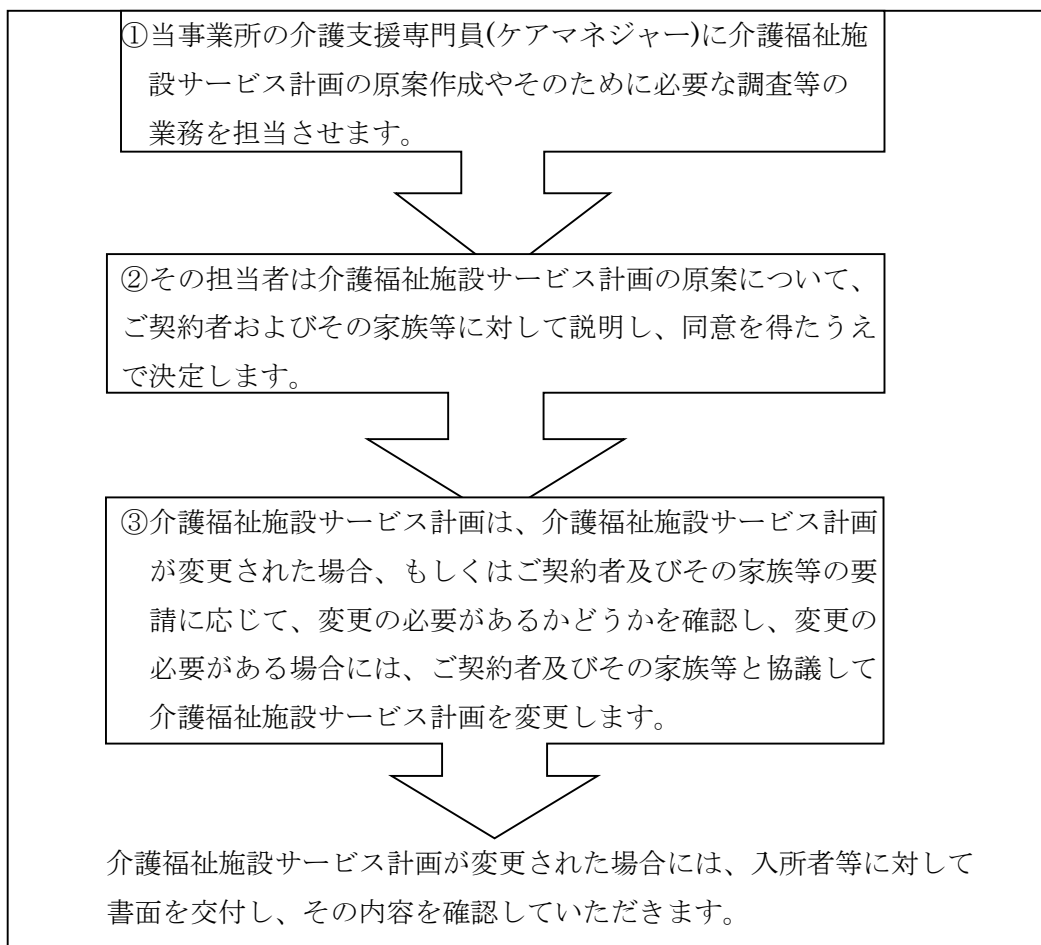 ①当事業所の介護支援専門員(ケアマネジャー)に介護福祉施
設サービス計画の原案作成やそのために必要な調査等の
業務を担当させます。
②その担当者は介護福祉施設サービス計画の原案について、
ご契約者およびその家族等に対して説明し、同意を得たうえ
で決定します。
③介護福祉施設サービス計画は、介護福祉施設サービス計画
が変更された場合、もしくはご契約者及びその家族等の要
請に応じて、変更の必要があるかどうかを確認し、変更の
必要がある場合には、ご契約者及びその家族等と協議して
介護福祉施設サービス計画を変更します。
介護福祉施設サービス計画が変更された場合には、入所者等に対して
書面を交付し、その内容を確認していただきます。